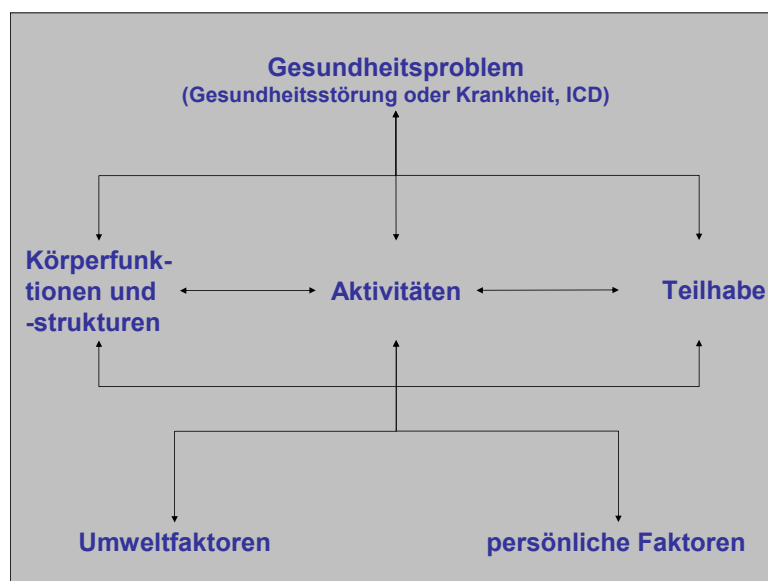 Gesundheitsproblem
(Gesundheitsstörung oder Krankheit, ICD)
Körperfunk-
tionen und
-strukturen
Aktivitäten
Teilhabe
Umweltfaktoren
persönliche Faktoren